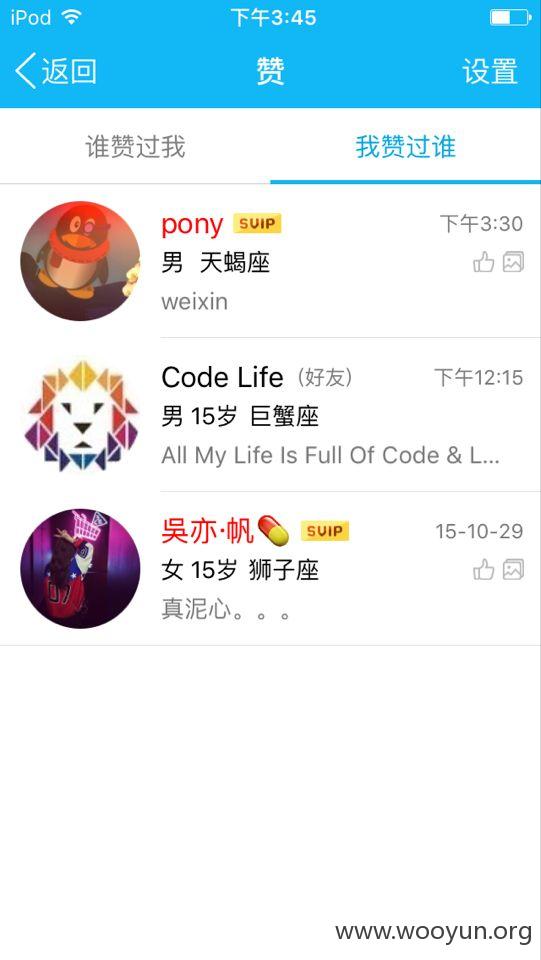 iPod 下午3:45
返回 赞 设置
谁赞过我 我赞过谁
pony SVIP 下午3:30
男 天蝎座
weixin
Code Life (好友) 下午12:15
男 15岁 巨蟹座
All My Life Is Full Of Code & L...
吳亦·帆 SVIP 15-10-29
女 15岁 狮子座
真泥心。。。
www.wooyun.org